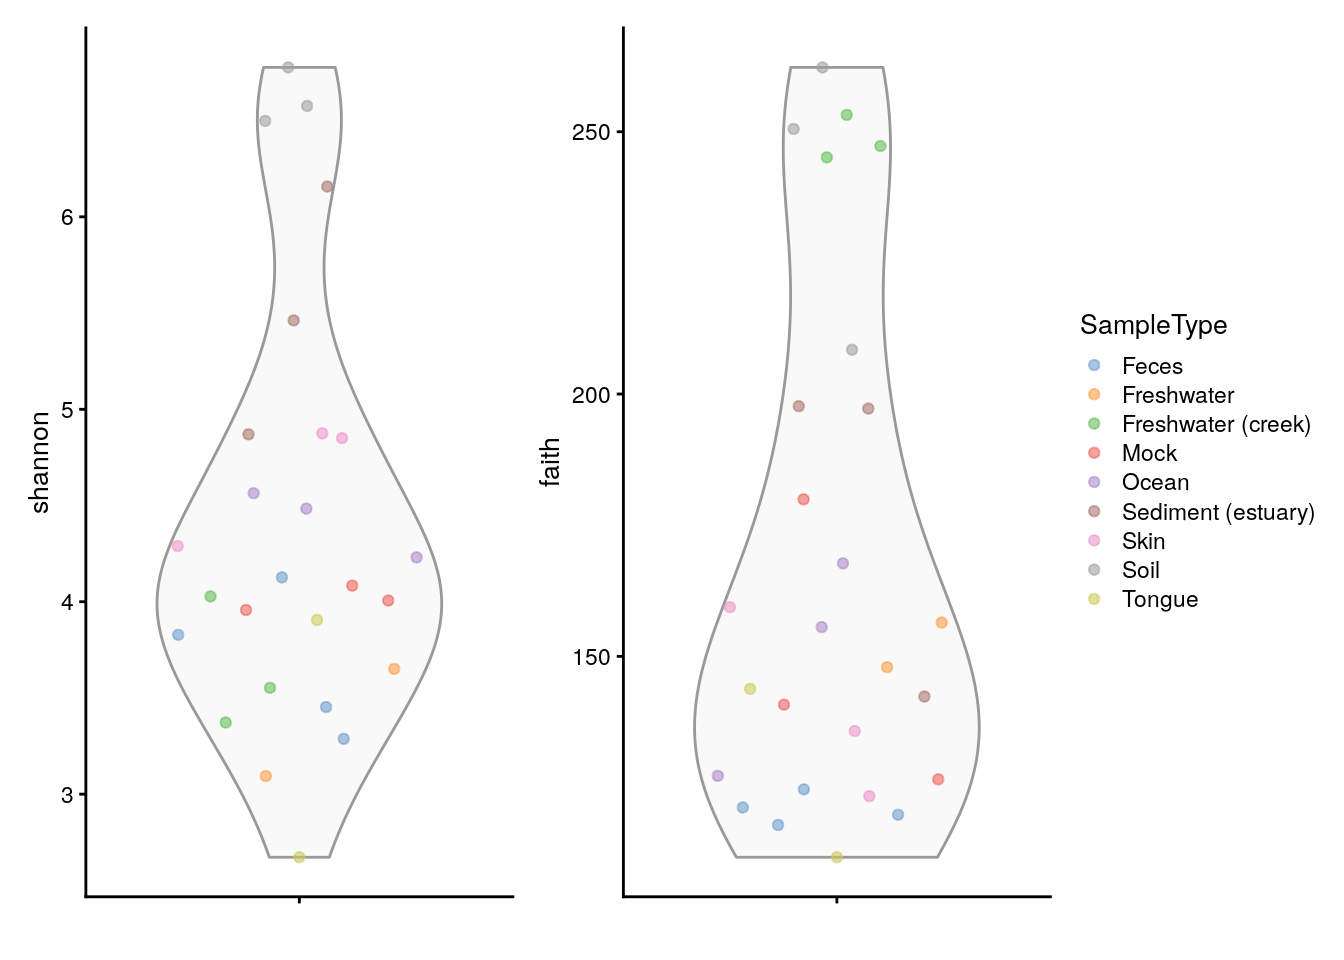 shannon
6
5
4
3
faith
250
200
150
SampleType
Feces
Freshwater
Freshwater (creek)
Mock
Ocean
Sediment (estuary)
Skin
Soil
Tongue